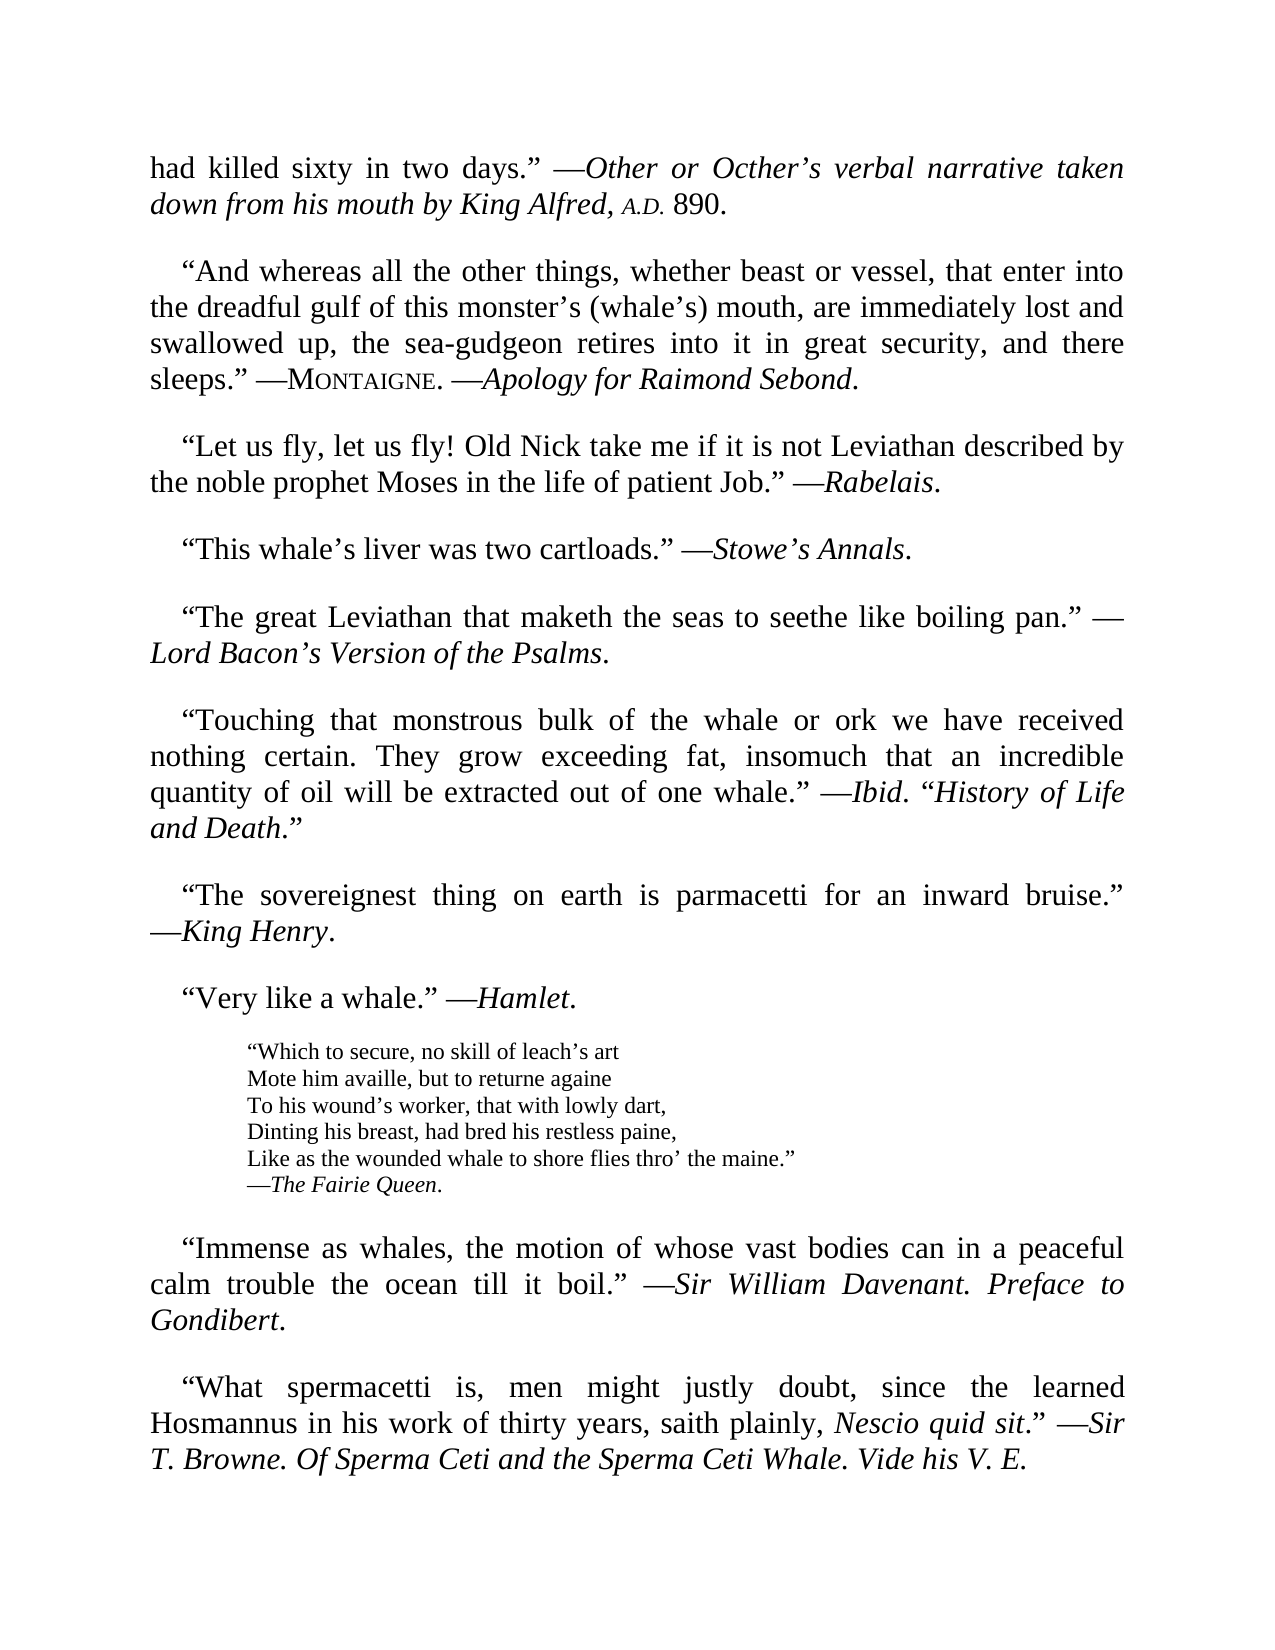 had killed sixty in two days.” —Other or Octher’s verbal narrative taken
down from his mouth by King Alfred, A.D. 890.
“And whereas all the other things, whether beast or vessel, that enter into
the dreadful gulf of this monster’s (whale’s) mouth, are immediately lost and
swallowed up, the sea-gudgeon retires into it in great security, and there
sleeps.” —MONTAIGNE. —Apology for Raimond Sebond.
“Let us fly, let us fly! Old Nick take me if it is not Leviathan described by
the noble prophet Moses in the life of patient Job.” —Rabelais.
“This whale’s liver was two cartloads.” —Stowe’s Annals.
“The great Leviathan that maketh the seas to seethe like boiling pan.” —
Lord Bacon’s Version of the Psalms.
“Touching that monstrous bulk of the whale or ork we have received
nothing certain. They grow exceeding fat, insomuch that an incredible
quantity of oil will be extracted out of one whale.” —Ibid. “History of Life
and Death.”
“The sovereignest thing on earth is parmacetti for an inward bruise.”
—King Henry.
“Very like a whale.” —Hamlet.
“Which to secure, no skill of leach’s art
Mote him availle, but to returne againe
To his wound’s worker, that with lowly dart,
Dinting his breast, had bred his restless paine,
Like as the wounded whale to shore flies thro’ the maine.”
—The Fairie Queen.
“Immense as whales, the motion of whose vast bodies can in a peaceful
calm trouble the ocean till it boil.” —Sir William Davenant. Preface to
Gondibert.
“What spermacetti is, men might justly doubt, since the learned
Hosmannus in his work of thirty years, saith plainly, Nescio quid sit.” —Sir
T. Browne. Of Sperma Ceti and the Sperma Ceti Whale. Vide his V. E.